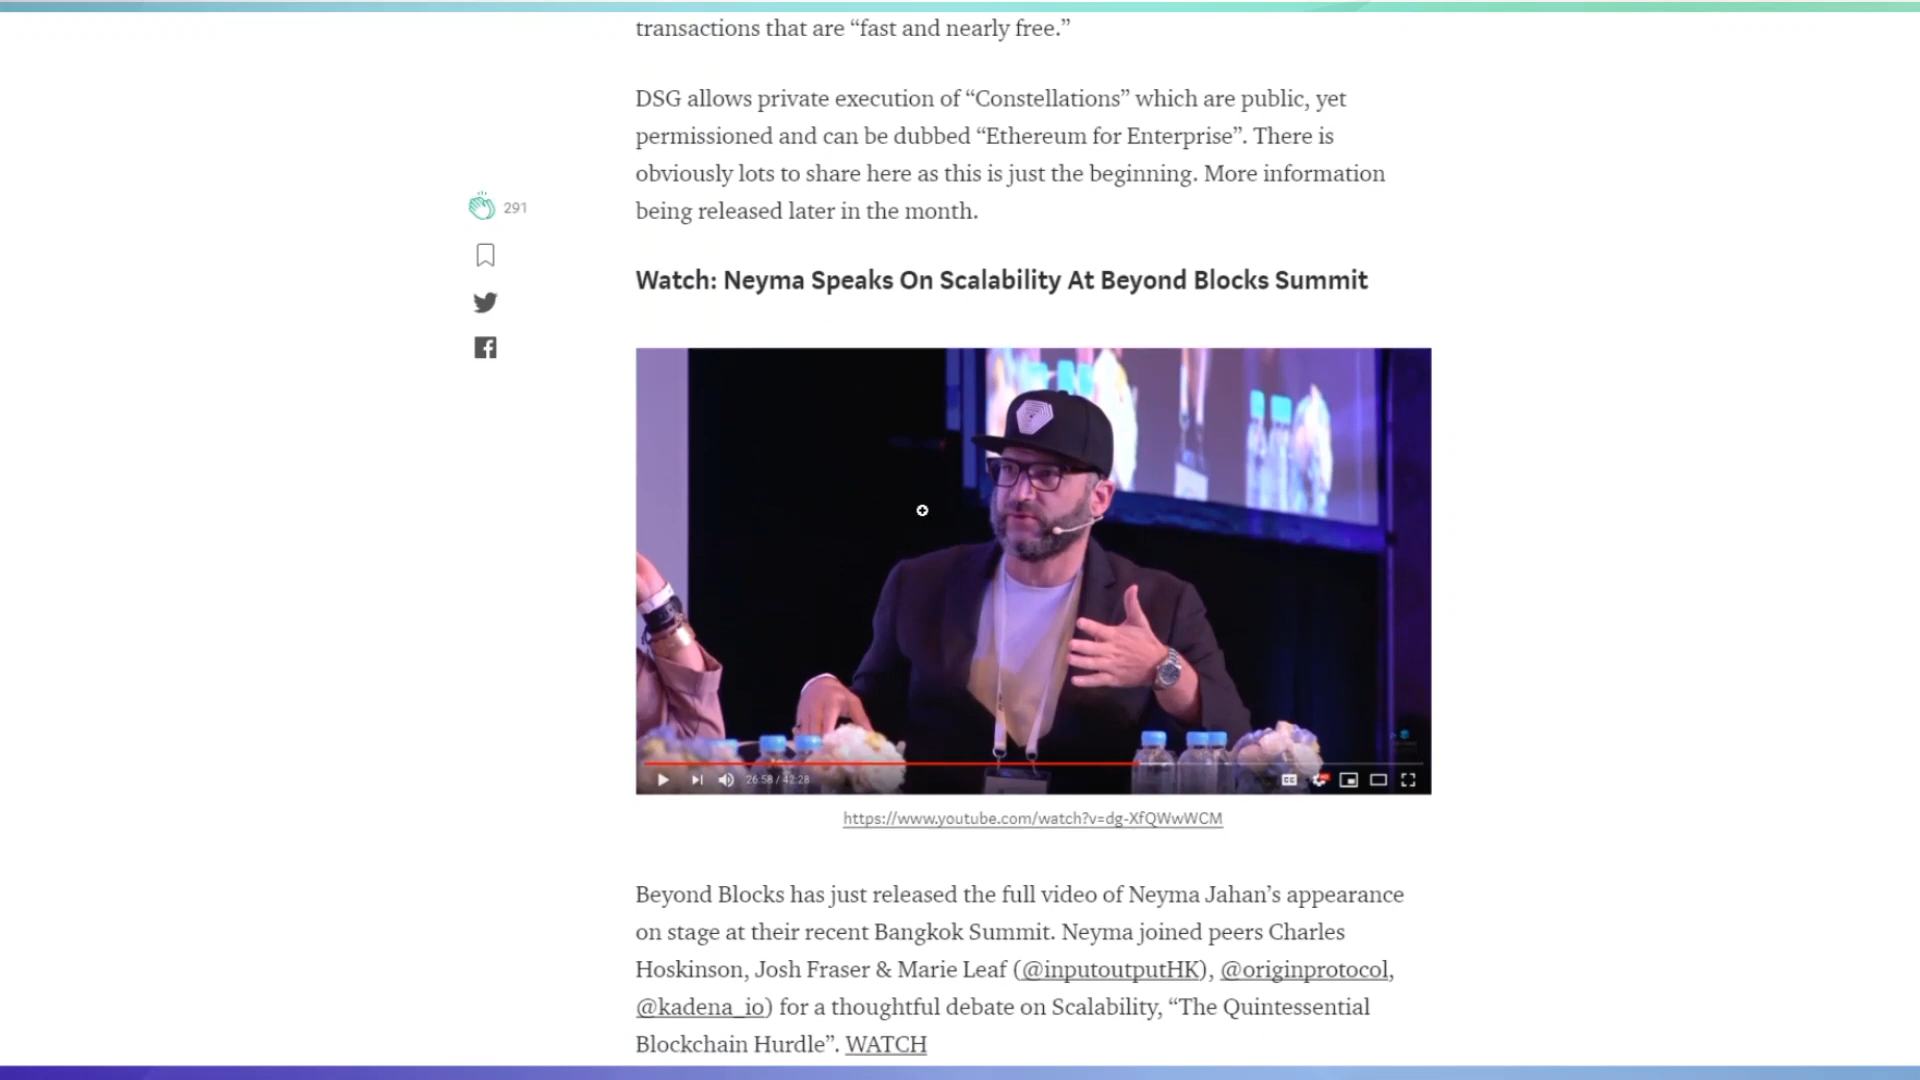 transactions that are “fast and nearly free.”
DSG allows private execution of “Constellations” which are public, yet
permissioned and can be dubbed “Ethereum for Enterprise”. There is
obviously lots to share here as this is just the beginning. More information
being released later in the month.
291
Watch: Neyma Speaks On Scalability At Beyond Blocks Summit
26:58 / 42:28
CC
https://www.youtube.com/watch?v=dg-XfQWwWCM
Beyond Blocks has just released the full video of Neyma Jahan’s appearance
on stage at their recent Bangkok Summit. Neyma joined peers Charles
Hoskinson, Josh Fraser & Marie Leaf (@inputoutputHK), @originprotocol,
@kadena_io) for a thoughtful debate on Scalability, “The Quintessential
Blockchain Hurdle”. WATCH